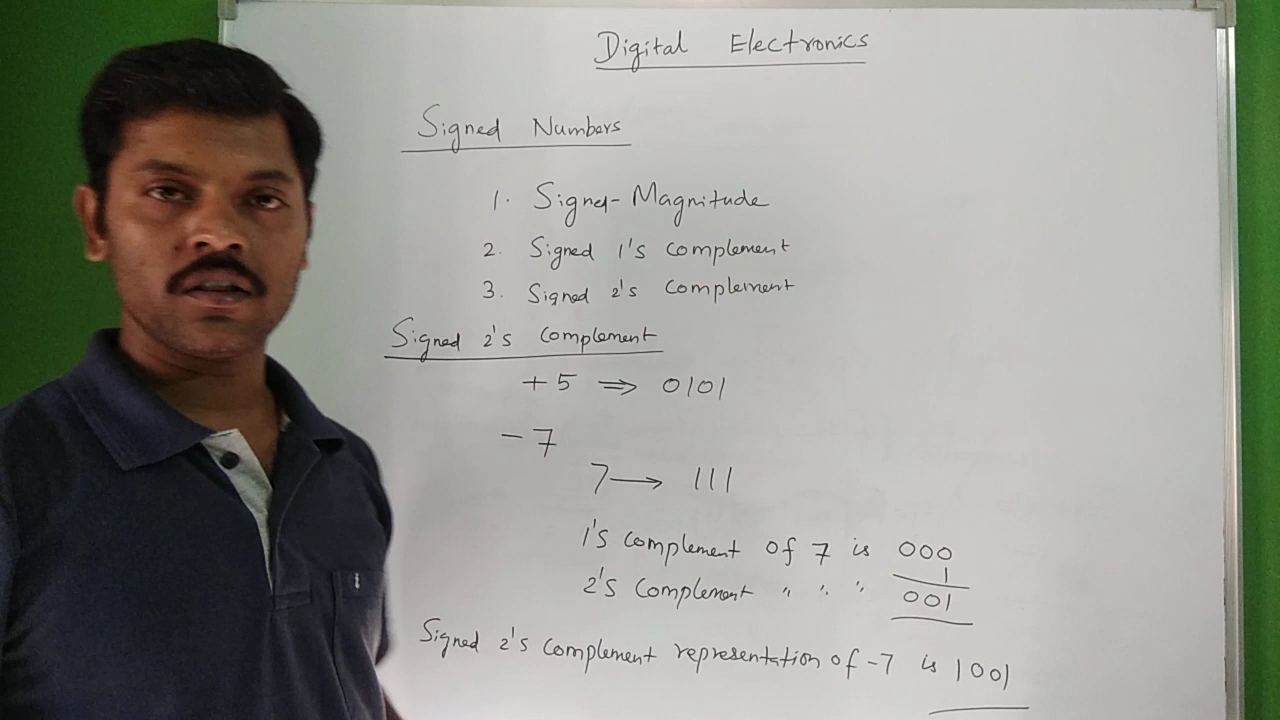 Digital Electronics
Signed Numbers
1. Signed-Magnitude
2. Signed 1's complement
3. Signed 2's complement
Signed 2's complement
+5 ⇒ 0101
-7
7 → 111
1's complement of 7 is 000
1
2's complement " " " 001
Signed 2's complement representation of -7 is 1001